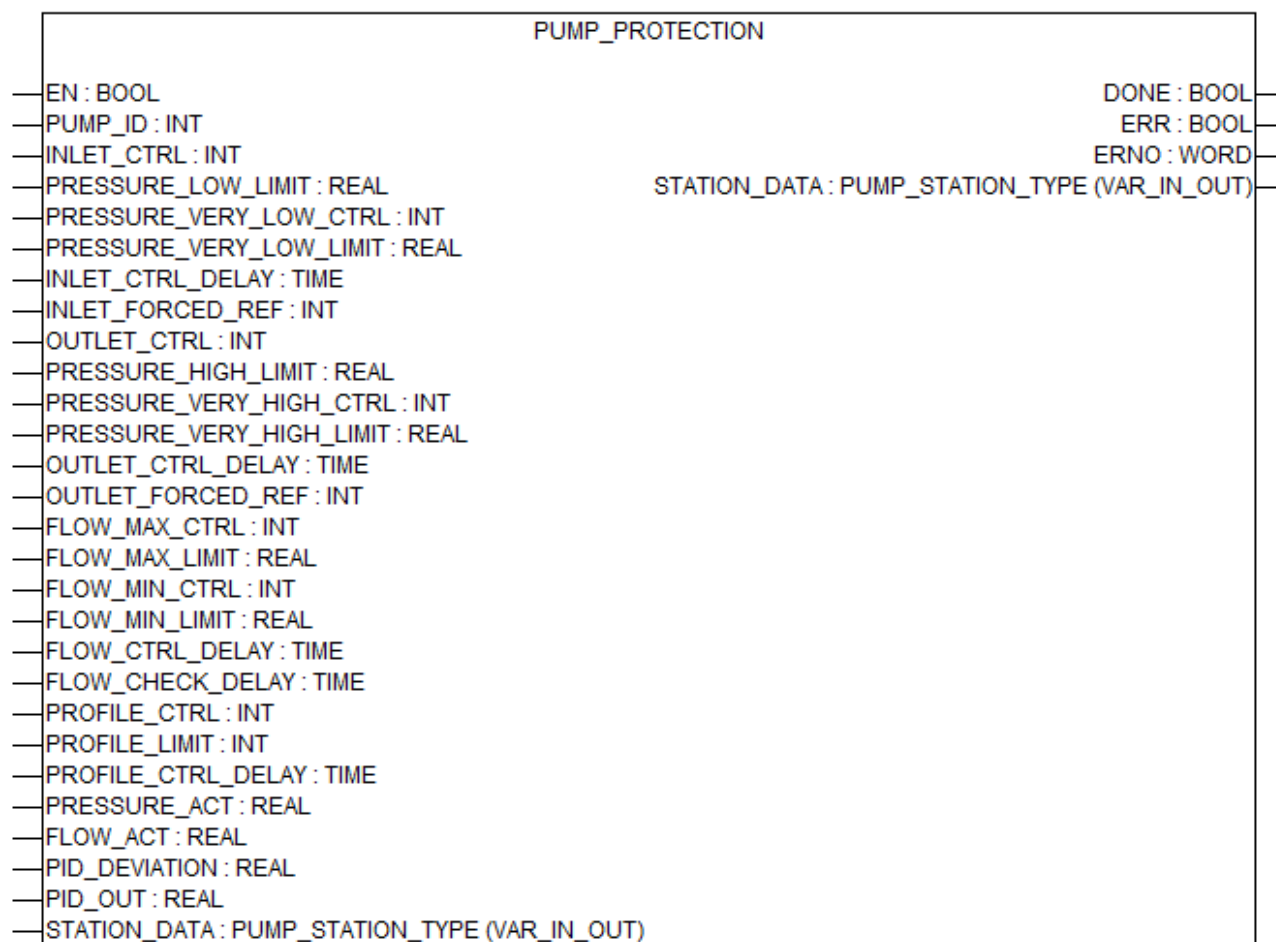 PUMP_PROTECTION
EN : BOOL
DONE : BOOL
PUMP_ID : INT
ERR : BOOL
INLET_CTRL : INT
ERNO : WORD
PRESSURE_LOW_LIMIT : REAL
STATION_DATA : PUMP_STATION_TYPE (VAR_IN_OUT)
PRESSURE_VERY_LOW_CTRL : INT
PRESSURE_VERY_LOW_LIMIT : REAL
INLET_CTRL_DELAY : TIME
INLET_FORCED_REF : INT
OUTLET_CTRL : INT
PRESSURE_HIGH_LIMIT : REAL
PRESSURE_VERY_HIGH_CTRL : INT
PRESSURE_VERY_HIGH_LIMIT : REAL
OUTLET_CTRL_DELAY : TIME
OUTLET_FORCED_REF : INT
FLOW_MAX_CTRL : INT
FLOW_MAX_LIMIT : REAL
FLOW_MIN_CTRL : INT
FLOW_MIN_LIMIT : REAL
FLOW_CTRL_DELAY : TIME
FLOW_CHECK_DELAY : TIME
PROFILE_CTRL : INT
PROFILE_LIMIT : INT
PROFILE_CTRL_DELAY : TIME
PRESSURE_ACT : REAL
FLOW_ACT : REAL
PID_DEVIATION : REAL
PID_OUT : REAL
STATION_DATA : PUMP_STATION_TYPE (VAR_IN_OUT)